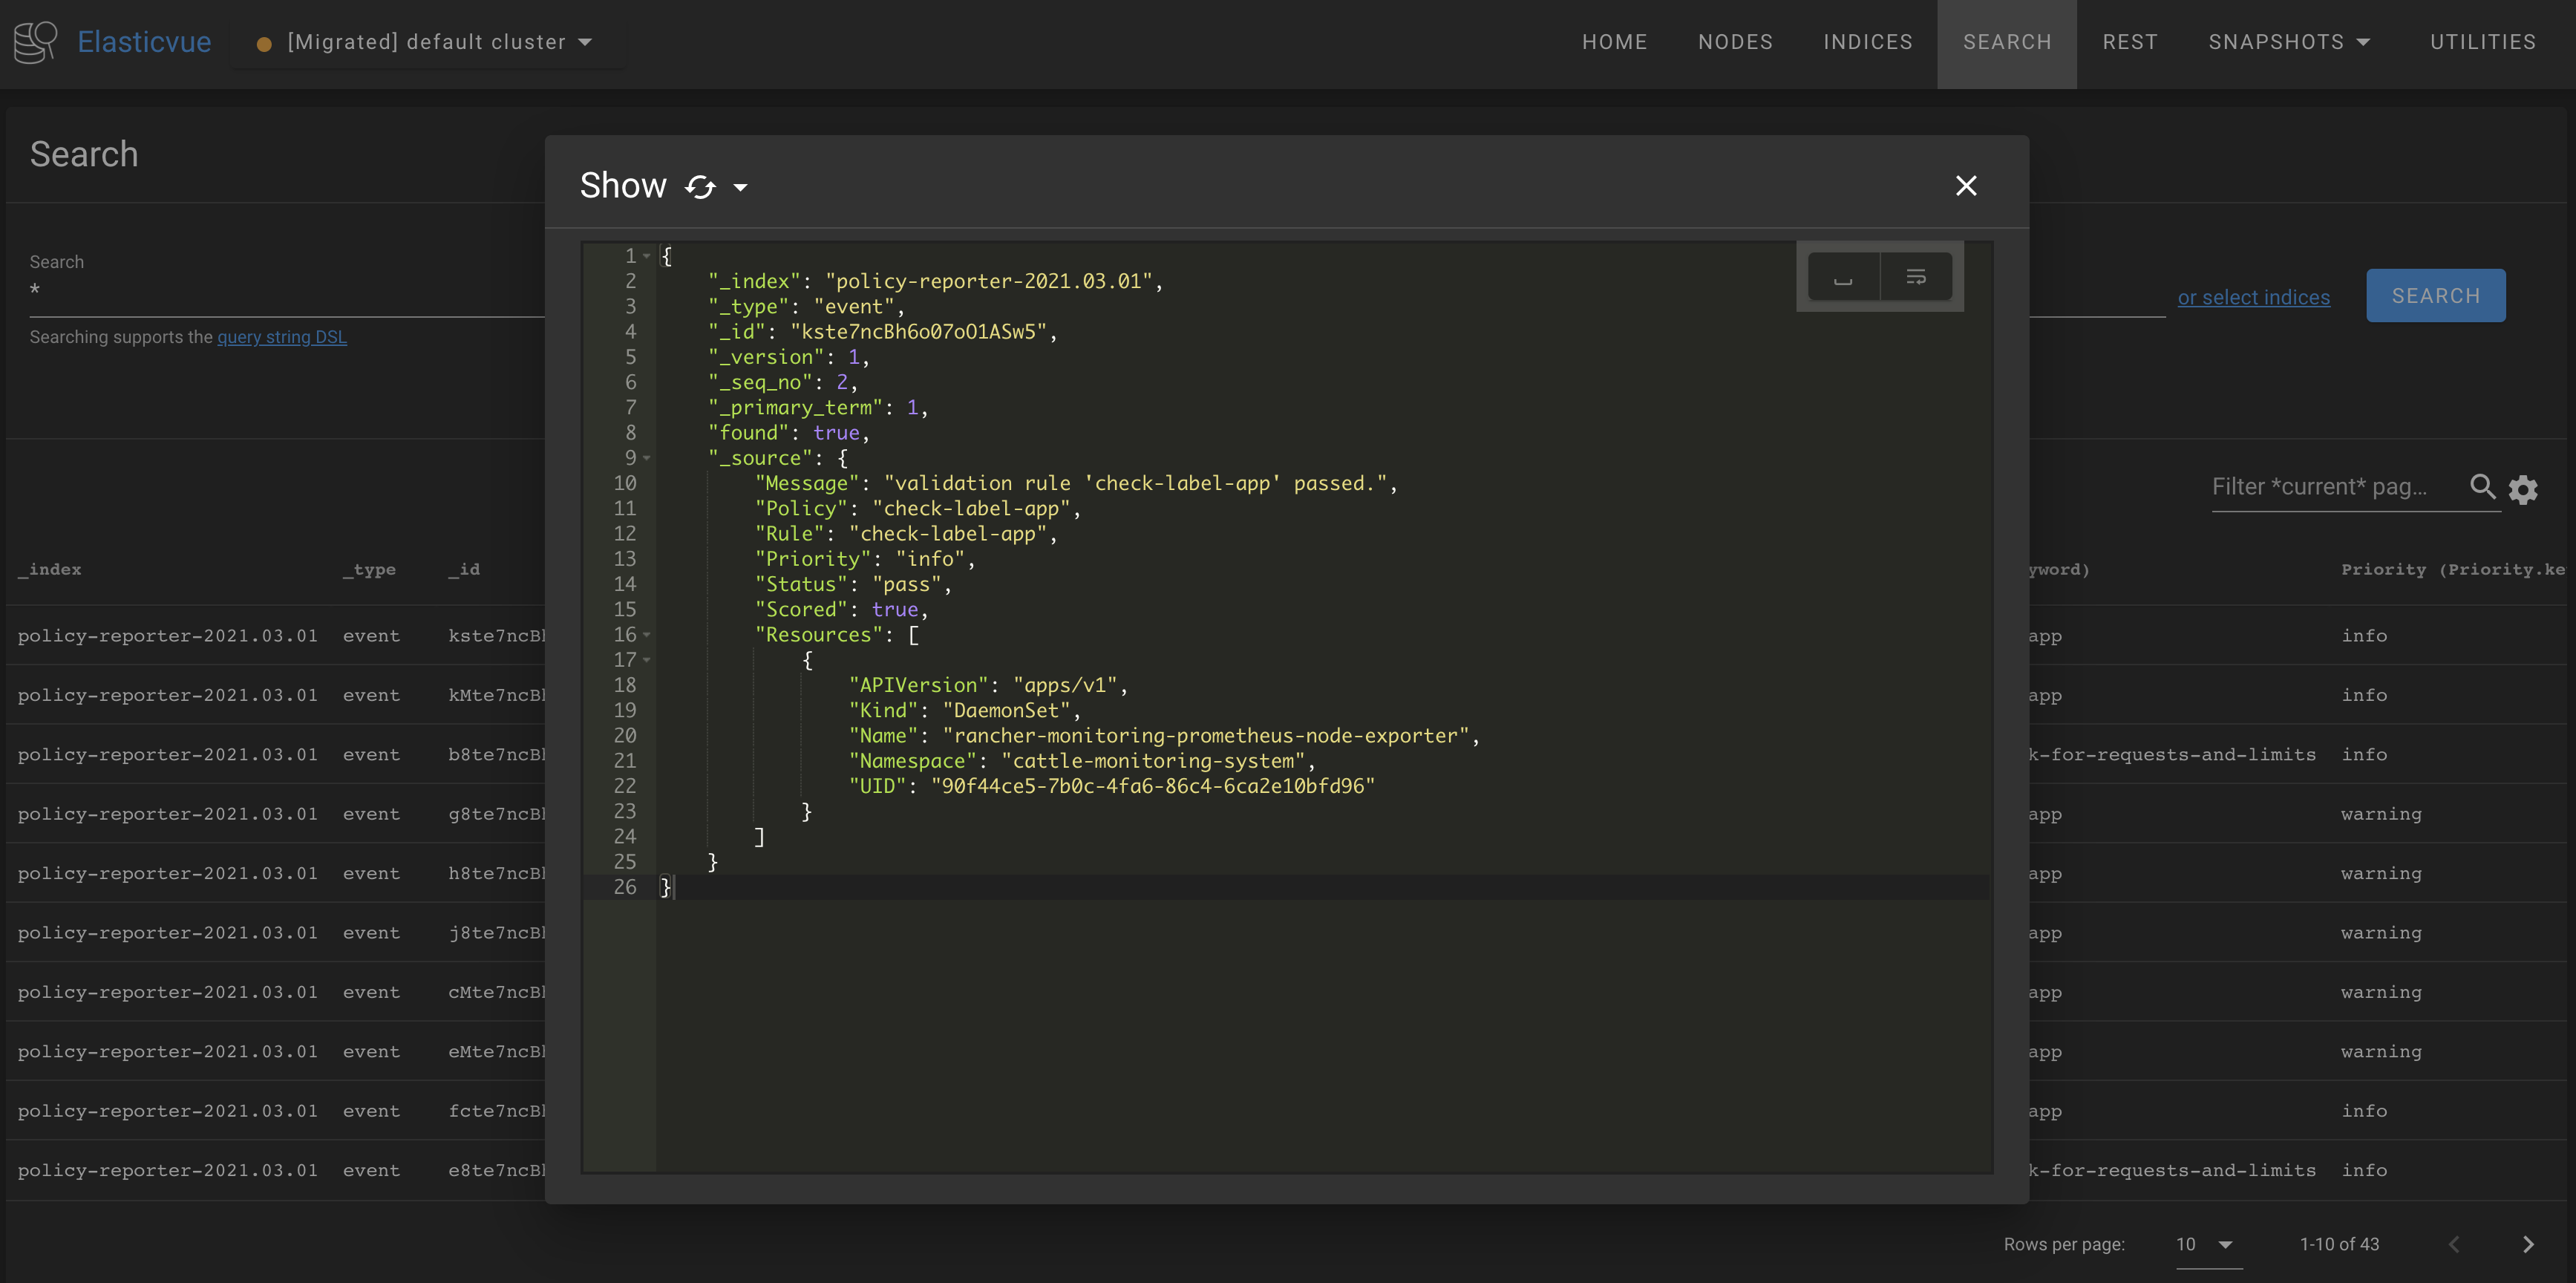 Elasticvue
[Migrated] default cluster
HOME
NODES
INDICES
SEARCH
REST
SNAPSHOTS
UTILITIES
Search
Search
*
Searching supports the query string DSL
or select indices
SEARCH
Filter *current* pag...
_index _type _id yword) Priority (Priority.ke
policy-reporter-2021.03.01 event kste7ncB app info
policy-reporter-2021.03.01 event kMte7ncB app info
policy-reporter-2021.03.01 event b8te7ncB k-for-requests-and-limits info
policy-reporter-2021.03.01 event g8te7ncB app warning
policy-reporter-2021.03.01 event h8te7ncB app warning
policy-reporter-2021.03.01 event j8te7ncB app warning
policy-reporter-2021.03.01 event cMte7ncB app warning
policy-reporter-2021.03.01 event eMte7ncB app warning
policy-reporter-2021.03.01 event fcte7ncB app info
policy-reporter-2021.03.01 event e8te7ncB k-for-requests-and-limits info
Rows per page: 10 1-10 of 43
Show
1 {
2 "_index": "policy-reporter-2021.03.01",
3 "_type": "event",
4 "_id": "kste7ncBh6o07oO1ASw5",
5 "_version": 1,
6 "_seq_no": 2,
7 "_primary_term": 1,
8 "found": true,
9 "_source": {
10 "Message": "validation rule 'check-label-app' passed.",
11 "Policy": "check-label-app",
12 "Rule": "check-label-app",
13 "Priority": "info",
14 "Status": "pass",
15 "Scored": true,
16 "Resources": [
17 {
18 "APIVersion": "apps/v1",
19 "Kind": "DaemonSet",
20 "Name": "rancher-monitoring-prometheus-node-exporter",
21 "Namespace": "cattle-monitoring-system",
22 "UID": "90f44ce5-7b0c-4fa6-86c4-6ca2e10bfd96"
23 }
24 ]
25 }
26 }